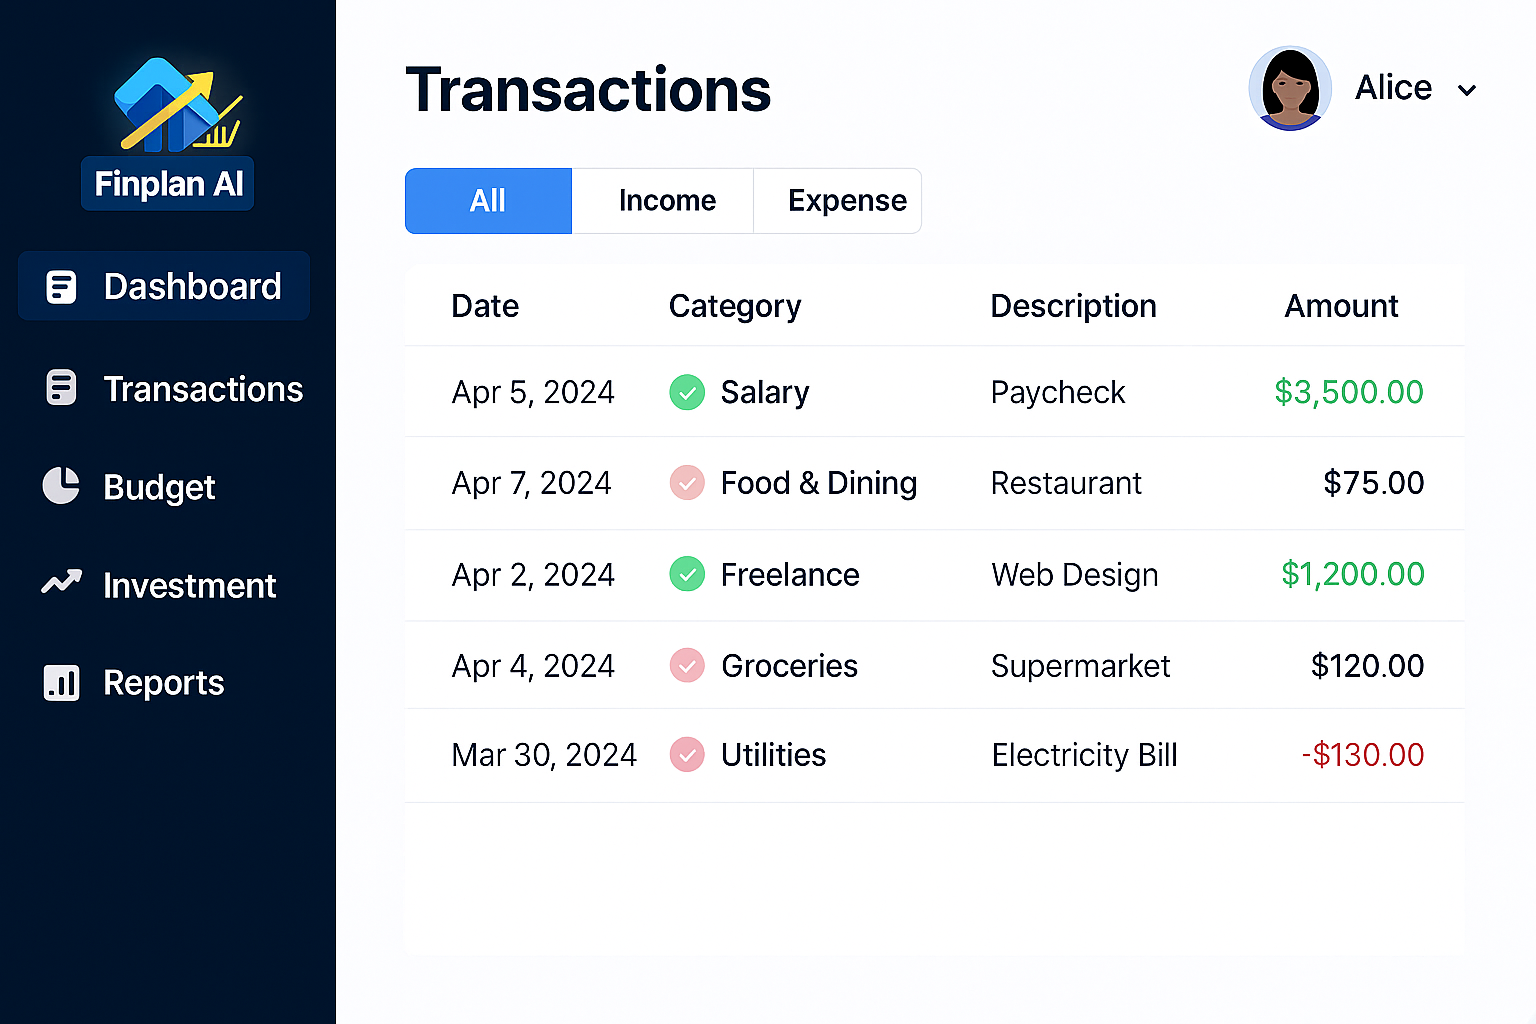 Finplan AI
Dashboard
Transactions
Budget
Investment
Reports
Transactions
Alice
All Income Expense
Date Category Description Amount
Apr 5, 2024 Salary Paycheck $3,500.00
Apr 7, 2024 Food & Dining Restaurant $75.00
Apr 2, 2024 Freelance Web Design $1,200.00
Apr 4, 2024 Groceries Supermarket $120.00
Mar 30, 2024 Utilities Electricity Bill -$130.00